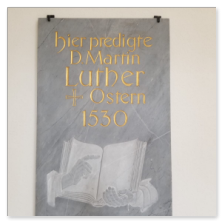 Hier predigte
D. Martin
Luther
+ Ostern
1530